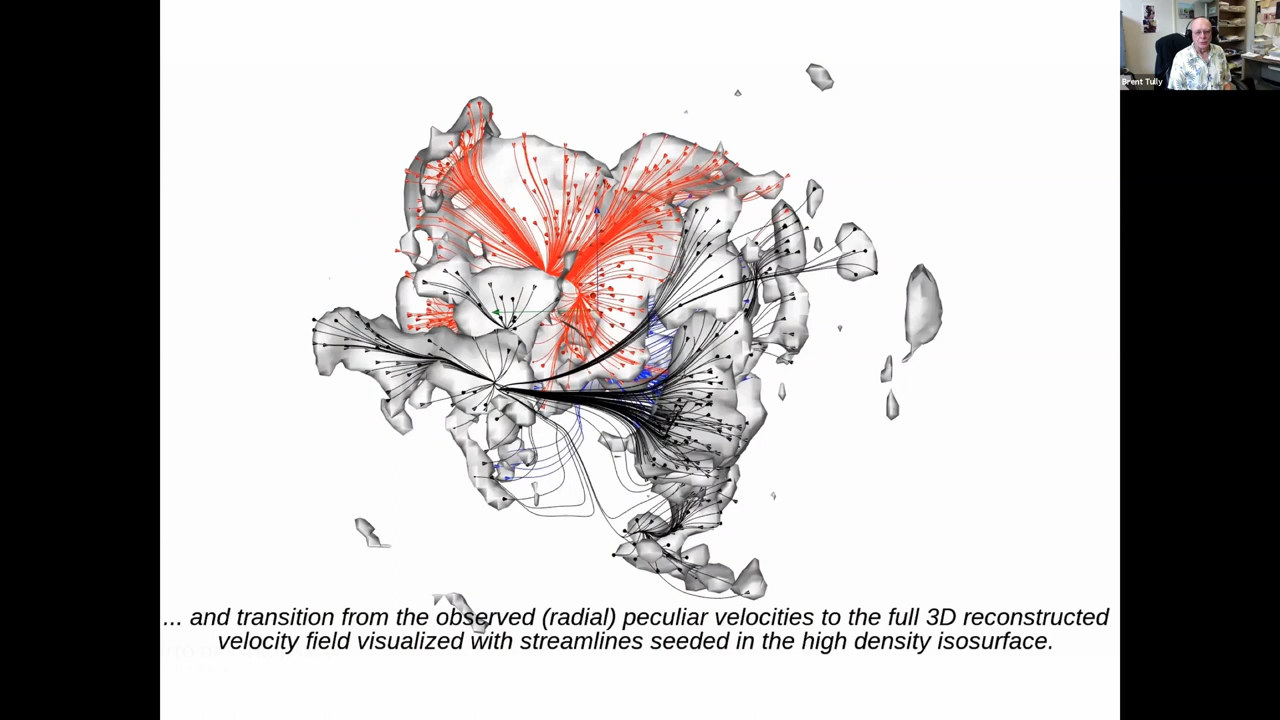 Brent Tully
... and transition from the observed (radial) peculiar velocities to the full 3D reconstructed
velocity field visualized with streamlines seeded in the high density isosurface.